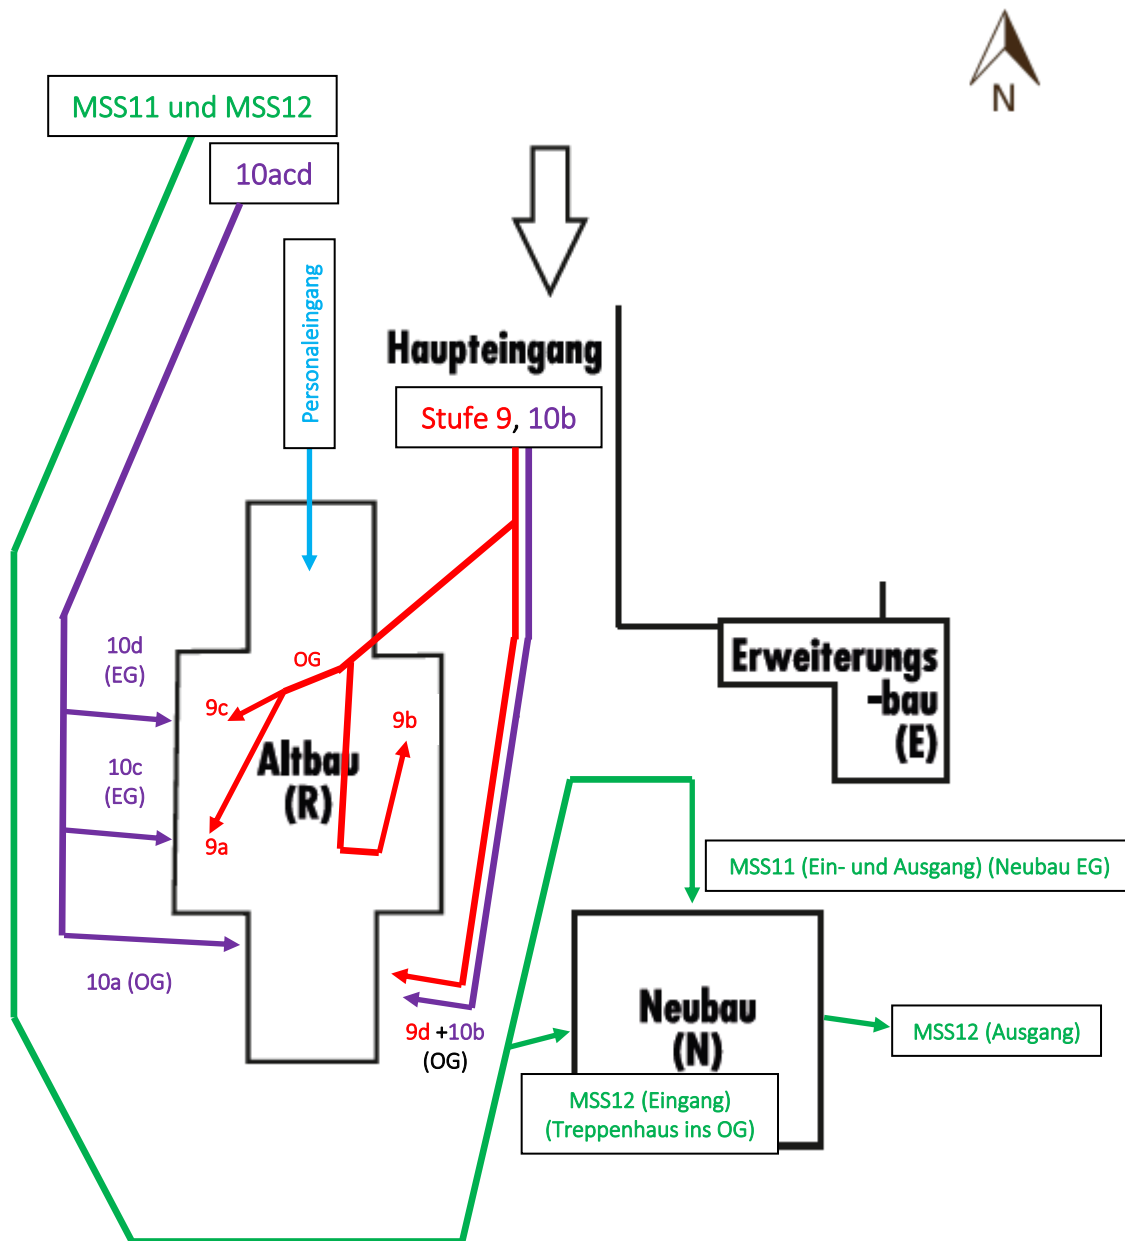 N
MSS11 und MSS12
10acd
Personaleingang
Haupteingang
Stufe 9, 10b
10d
(EG)
OG
9c
9b
Erweiterungs
-bau
(E)
10c
(EG)
Altbau
(R)
9a
MSS11 (Ein- und Ausgang) (Neubau EG)
10a (OG)
9d +10b
(OG)
Neubau
(N)
MSS12 (Ausgang)
MSS12 (Eingang)
(Treppenhaus ins OG)